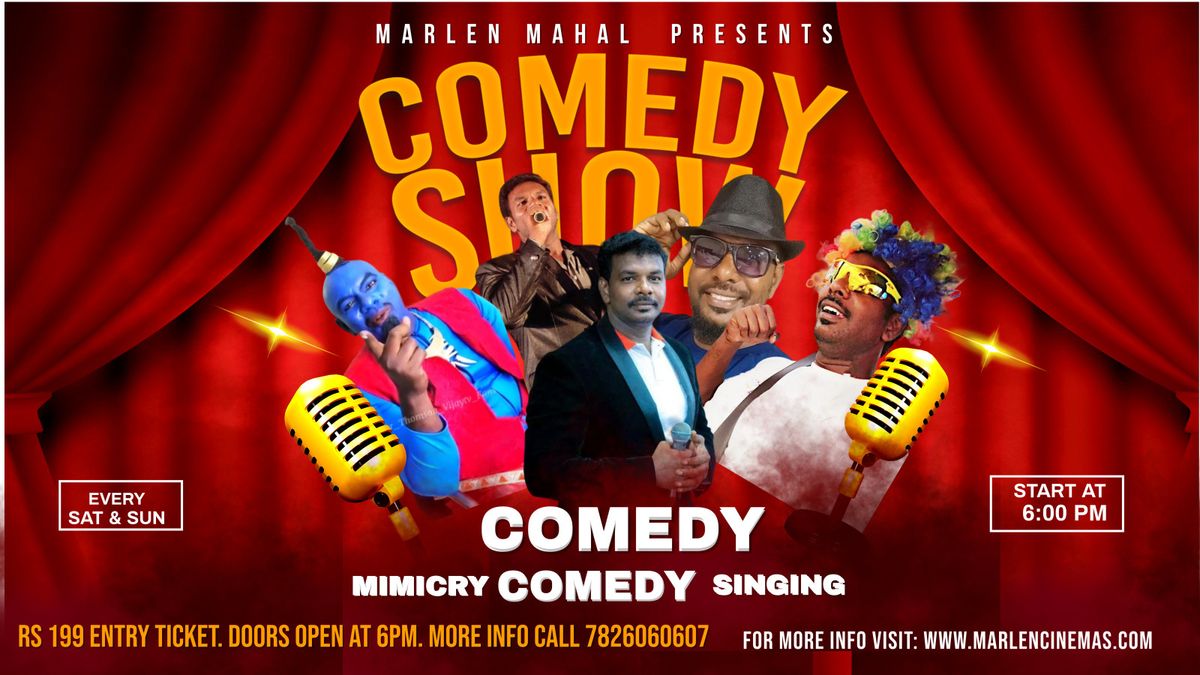 MARLEN MAHAL PRESENTS
COMEDY
SHOW
EVERY
SAT & SUN
START AT
6:00 PM
COMEDY
MIMICRY COMEDY SINGING
RS 199 ENTRY TICKET. DOORS OPEN AT 6PM. MORE INFO CALL 7826060607
FOR MORE INFO VISIT: WWW.MARLENCINEMAS.COM